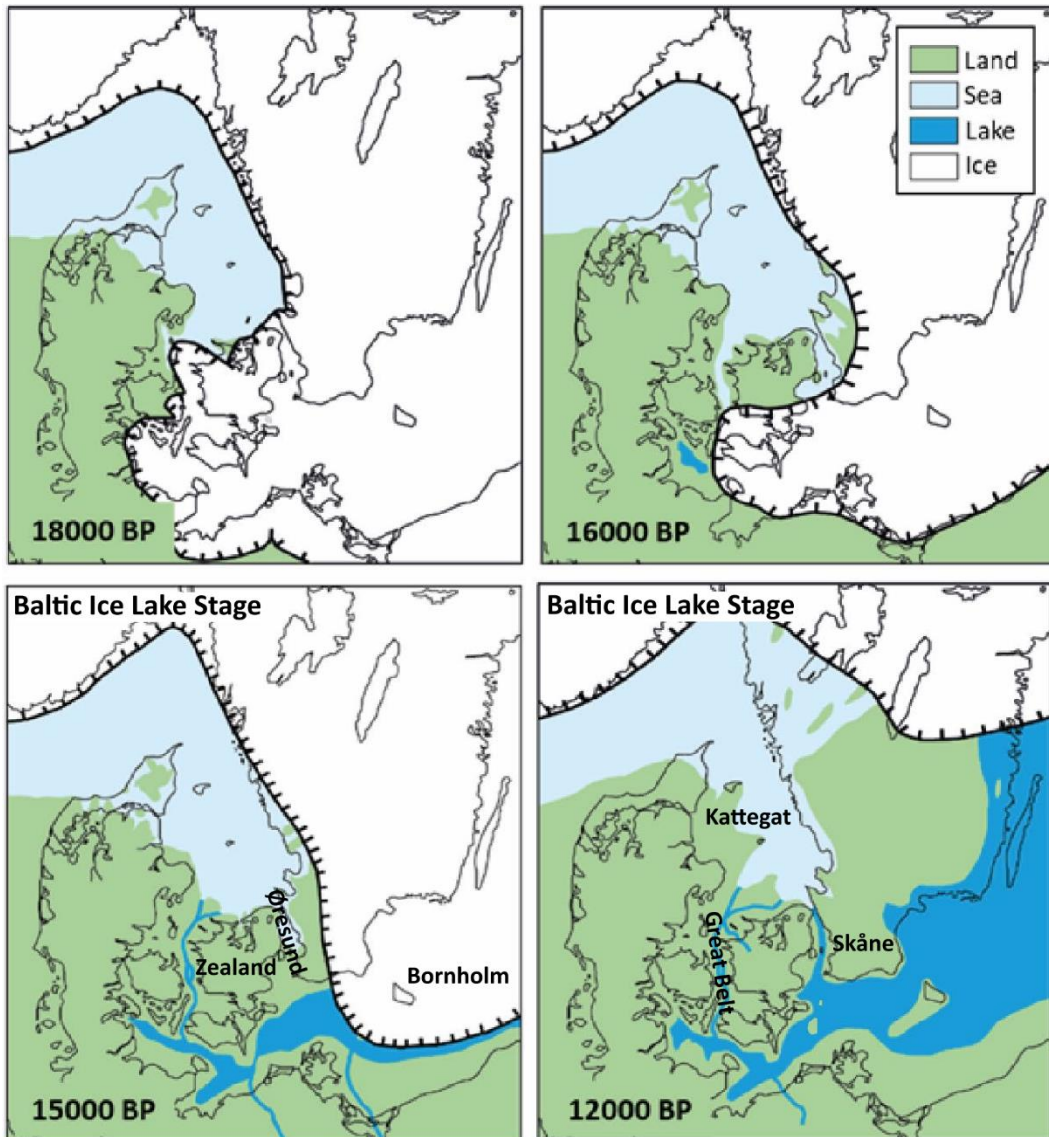 Land
Sea
Lake
Ice
18000 BP
16000 BP
Baltic Ice Lake Stage
Øresund
Zealand
Bornholm
15000 BP
Baltic Ice Lake Stage
Kattegat
Great Belt
Skåne
12000 BP